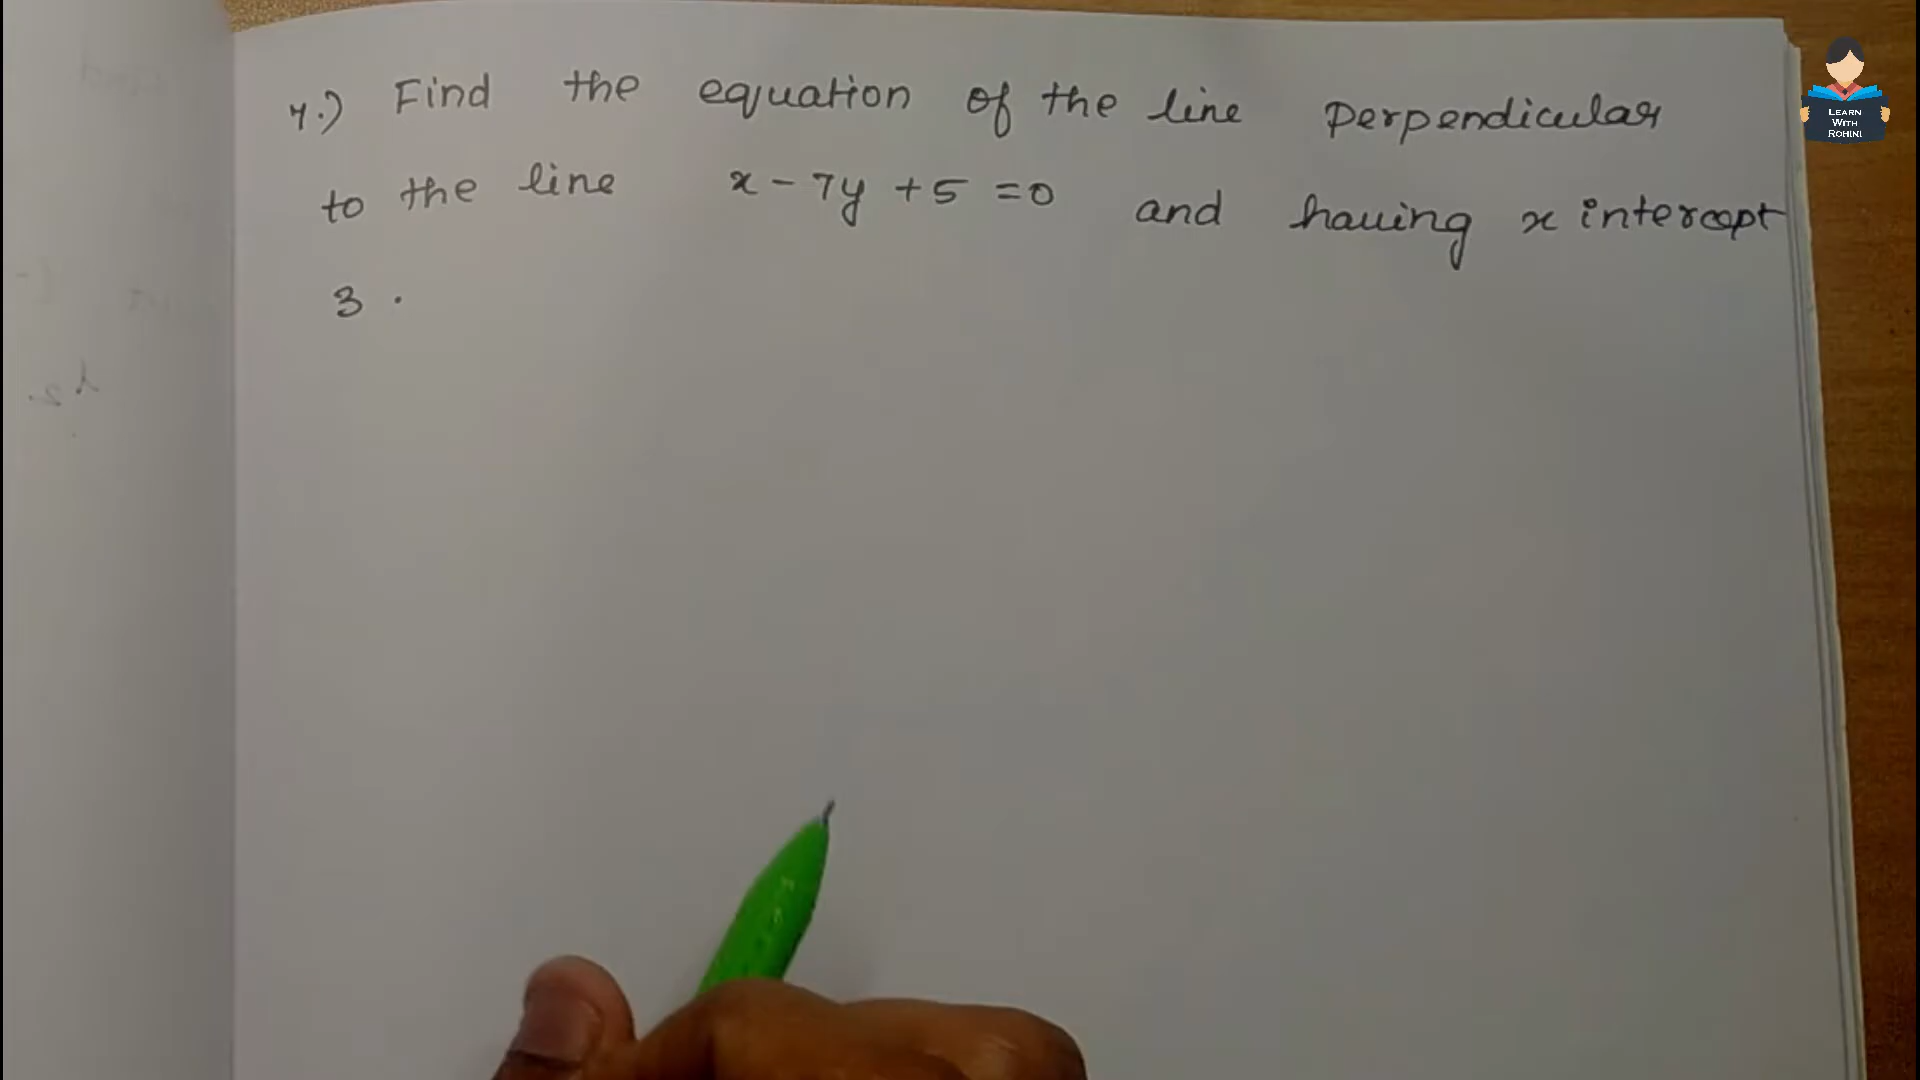 7.) Find the equation of the line perpendicular
to the line x - 7y + 5 = 0 and having x intercept
3.
LEARN
WITH
ROHINI